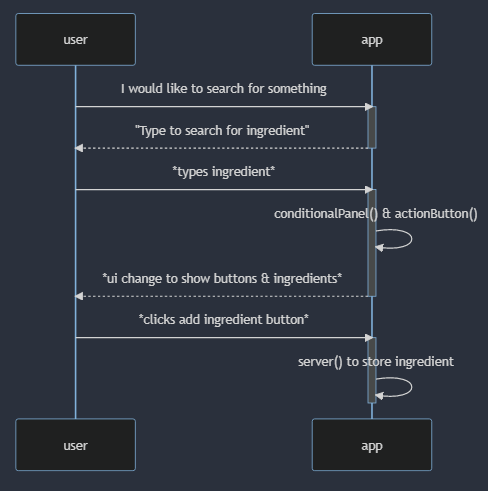 user
app
I would like to search for something
"Type to search for ingredient"
*types ingredient*
conditionalPanel() & actionButton()
*ui change to show buttons & ingredients*
*clicks add ingredient button*
server() to store ingredient
user
app